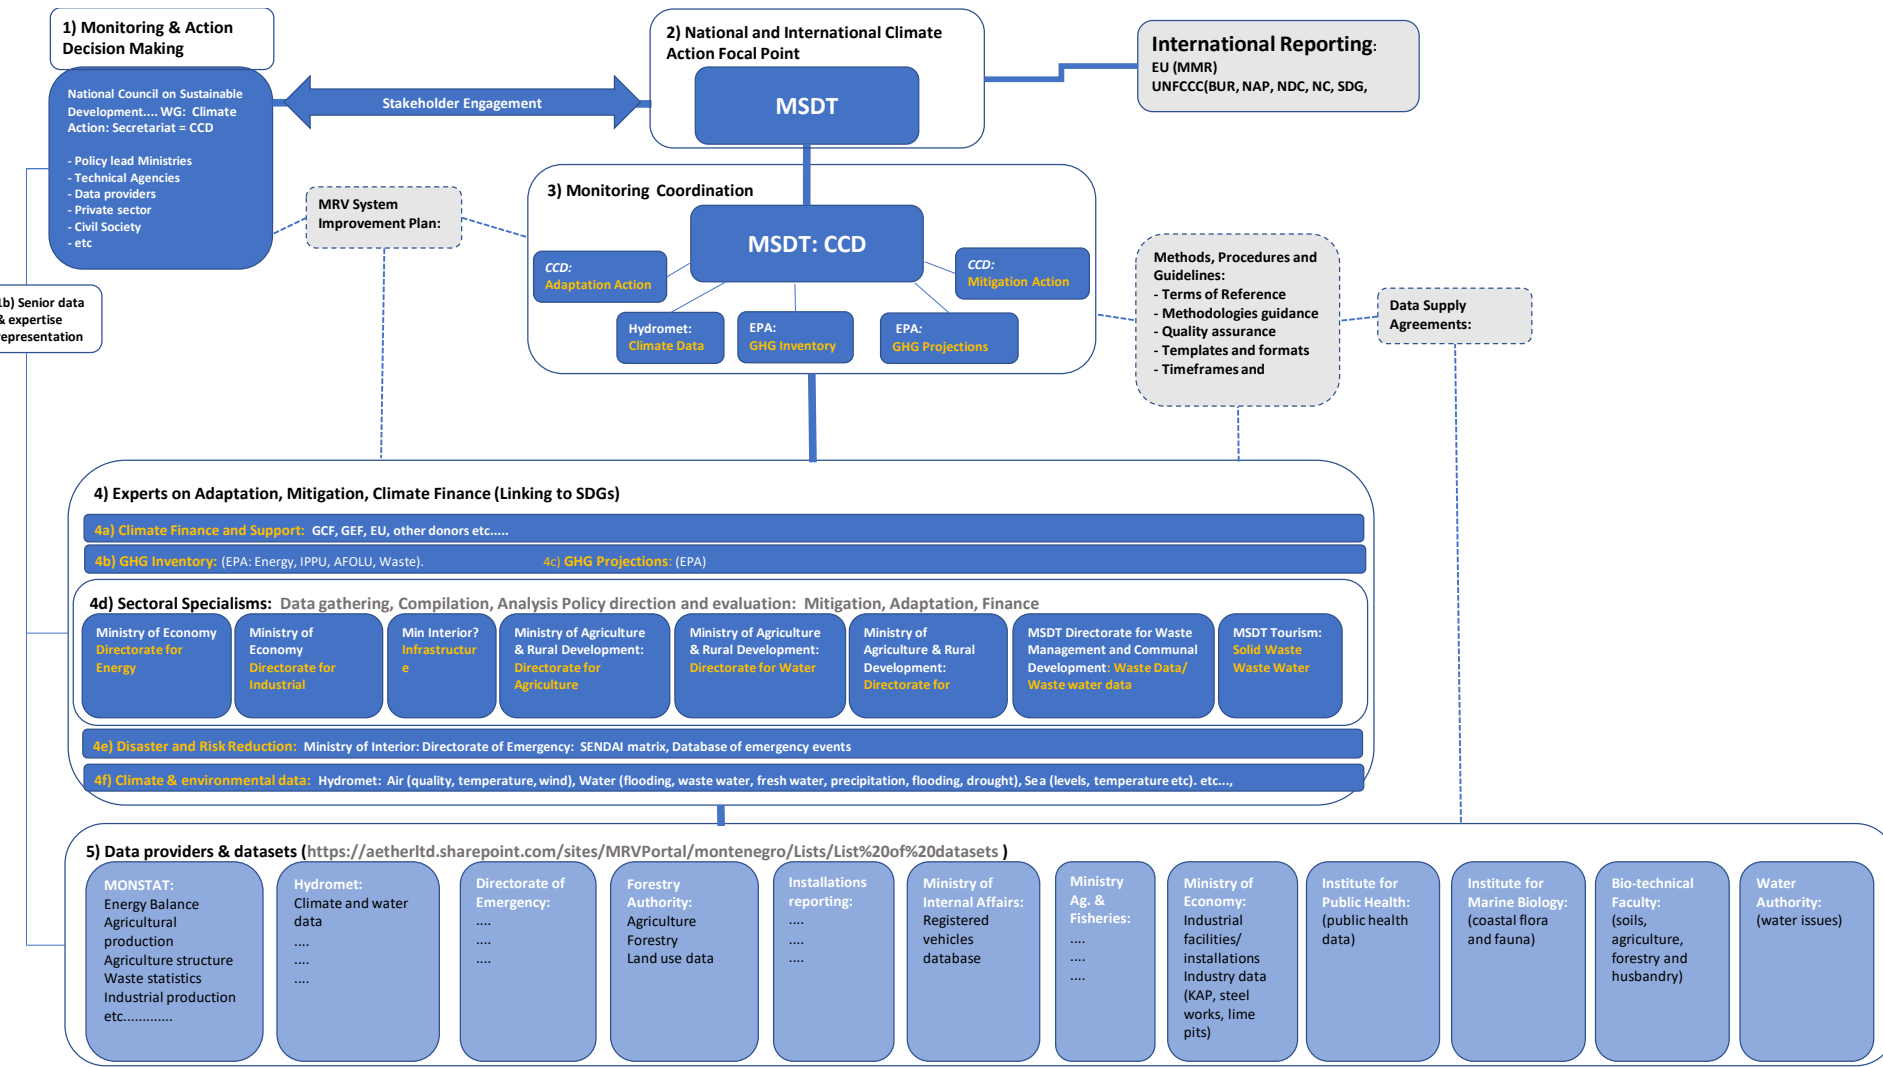 1) Monitoring & Action
Decision Making
National Council on Sustainable
Development.... WG:  Climate
Action: Secretariat = CCD
- Policy lead Ministries
- Technical Agencies
- Data providers
- Private sector
- Civil Society
- etc
Stakeholder Engagement
2) National and International Climate
Action Focal Point
MSDT
International Reporting:
EU (MMR)
UNFCCC(BUR, NAP, NDC, NC, SDG,
1b) Senior data
& expertise
representation
MRV System
Improvement Plan:
3) Monitoring  Coordination
MSDT: CCD
CCD:
Adaptation Action
CCD:
Mitigation Action
Hydromet:
Climate Data
EPA:
GHG Inventory
EPA:
GHG Projections
Methods, Procedures and
Guidelines:
- Terms of Reference
- Methodologies guidance
- Quality assurance
- Templates and formats
- Timeframes and
Data Supply
Agreements:
4) Experts on Adaptation, Mitigation, Climate Finance (Linking to SDGs)
4a) Climate Finance and Support:  GCF, GEF, EU, other donors etc.....
4b) GHG Inventory: (EPA: Energy, IPPU, AFOLU, Waste).
4c) GHG Projections: (EPA)
4d) Sectoral Specialisms:  Data gathering, Compilation, Analysis Policy direction and evaluation:  Mitigation, Adaptation, Finance
Ministry of Economy
Directorate for
Energy
Ministry of
Economy
Directorate for
Industrial
Min Interior?
Infrastructur
e
Ministry of Agriculture
& Rural Development:
Directorate for
Agriculture
Ministry of Agriculture
& Rural Development:
Directorate for Water
Ministry of
Agriculture & Rural
Development:
Directorate for
MSDT Directorate for Waste
Management and Communal
Development: Waste Data/
Waste water data
MSDT Tourism:
Solid Waste
Waste Water
4e) Disaster and Risk Reduction:  Ministry of Interior: Directorate of Emergency:  SENDAI matrix, Database of emergency events
4f) Climate & environmental data:  Hydromet:  Air (quality, temperature, wind), Water (flooding, waste water, fresh water, precipitation, flooding, drought), Sea (levels, temperature etc). etc...,
5) Data providers & datasets (https://aetherltd.sharepoint.com/sites/MRVPortal/montenegro/Lists/List%20of%20datasets )
MONSTAT:
Energy Balance
Agricultural
production
Agriculture structure
Waste statistics
Industrial production
etc.............
Hydromet:
Climate and water
data
....
....
....
Directorate of
Emergency:
....
....
....
Forestry
Authority:
Agriculture
Forestry
Land use data
Installations
reporting:
....
....
....
Ministry of
Internal Affairs:
Registered
vehicles
database
Ministry
Ag. &
Fisheries:
....
....
....
Ministry of
Economy:
Industrial
facilities/
installations
Industry data
(KAP, steel
works, lime
pits)
Institute for
Public Health:
(public health
data)
Institute for
Marine Biology:
(coastal flora
and fauna)
Bio-technical
Faculty:
(soils,
agriculture,
forestry and
husbandry)
Water
Authority:
(water issues)